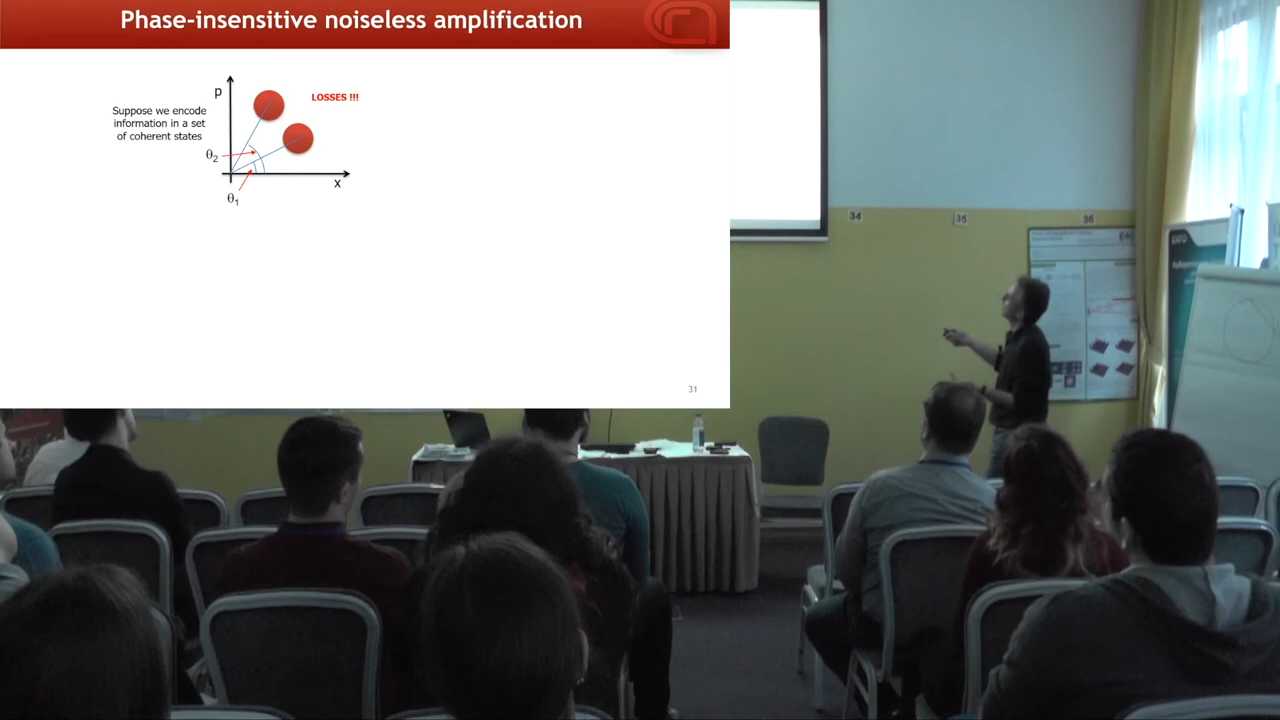 Phase-insensitive noiseless amplification
p
LOSSES !!!
Suppose we encode
information in a set
of coherent states
θ2
x
θ1
31
34
35
36